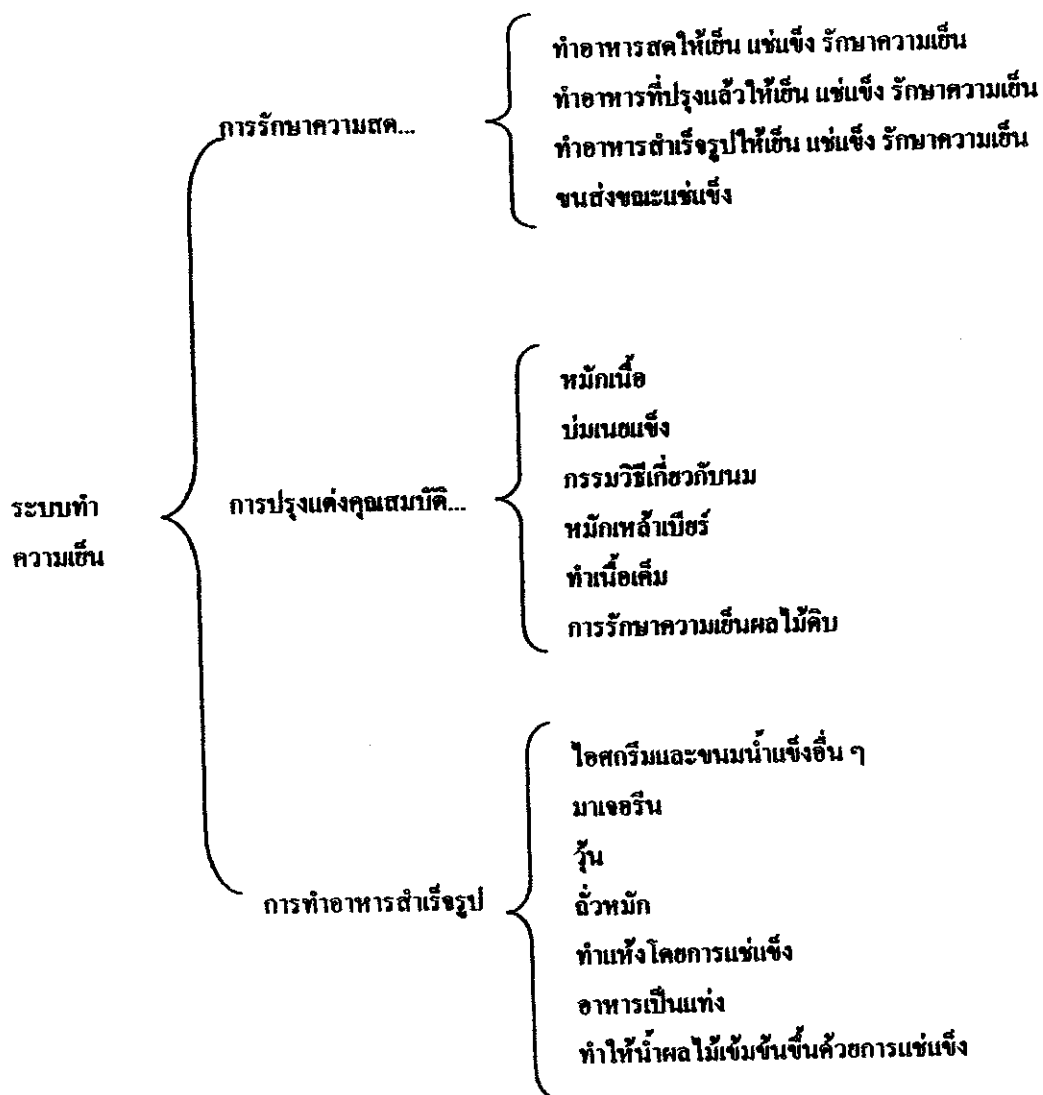 ระบบทำ
ความเย็น
การรักษาความสด...
ทำอาหารสดให้เย็น แช่แข็ง รักษาความเย็น
ทำอาหารที่ปรุงแล้วให้เย็น แช่แข็ง รักษาความเย็น
ทำอาหารสำเร็จรูปให้เย็น แช่แข็ง รักษาความเย็น
ขนส่งขณะแช่แข็ง
การปรุงแต่งคุณสมบัติ...
หมักเนื้อ
บ่มเนยแข็ง
กรรมวิธีเกี่ยวกับนม
หมักเหล้าเบียร์
ทำเนื้อเค็ม
การรักษาความเย็นผลไม้ดิบ
การทำอาหารสำเร็จรูป
ไอศกรีมและขนมน้ำแข็งอื่น ๆ
มาเจอรีน
วุ้น
ถั่วหมัก
ทำแห้งโดยการแช่แข็ง
อาหารเป็นแท่ง
ทำให้น้ำผลไม้เข้มข้นขึ้นด้วยการแช่แข็ง